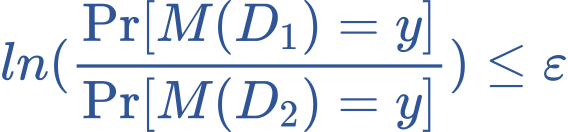 ln(Pr[M(D₁) = y] / Pr[M(D₂) = y]) ≤ ε